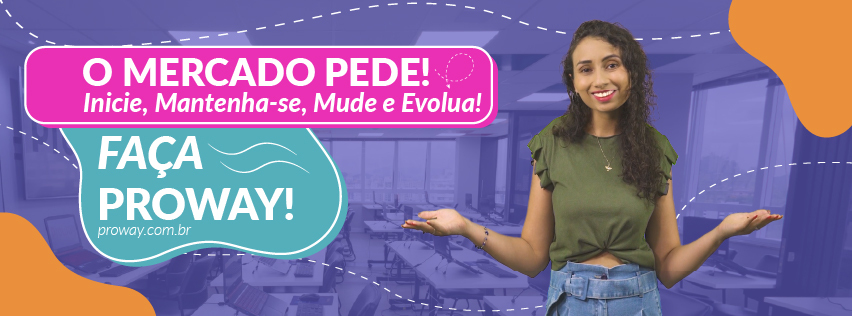 O MERCADO PEDE!
Inicie, Mantenha-se, Mude e Evolua!
FAÇA
PROWAY!
proway.com.br